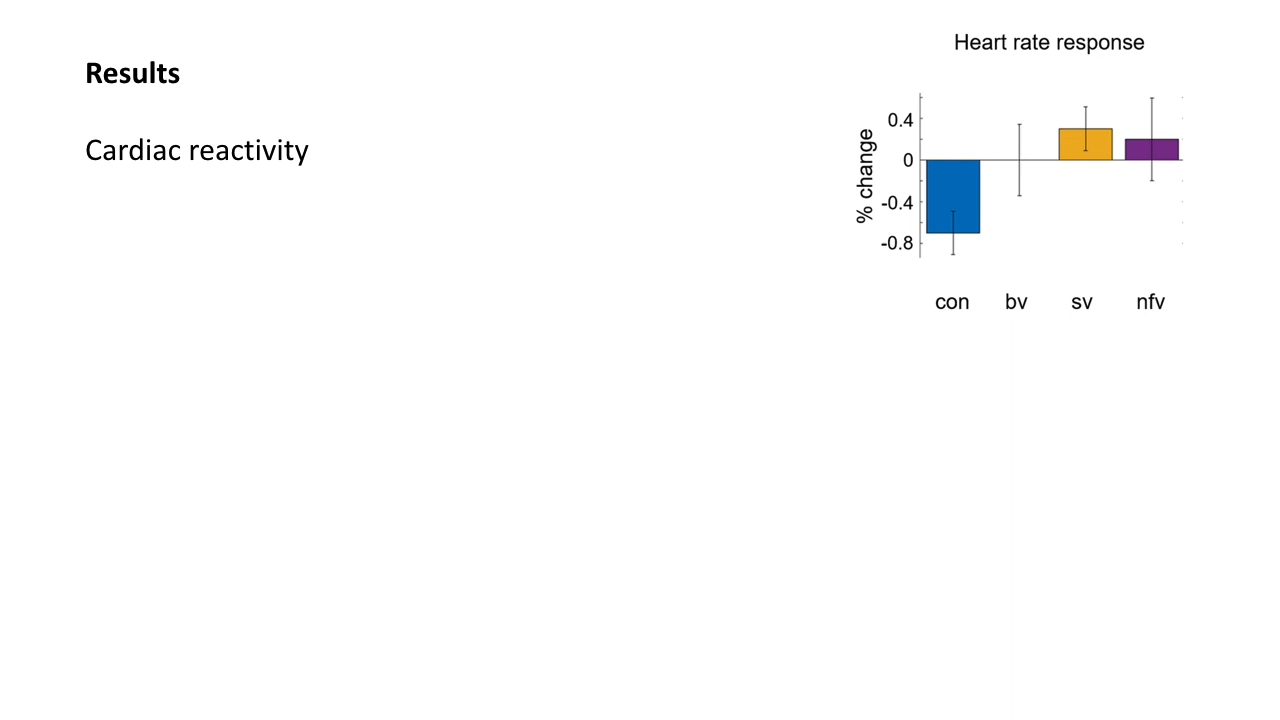 Results
Cardiac reactivity
Heart rate response
% change
0.4
0
-0.4
-0.8
con bv sv nfv